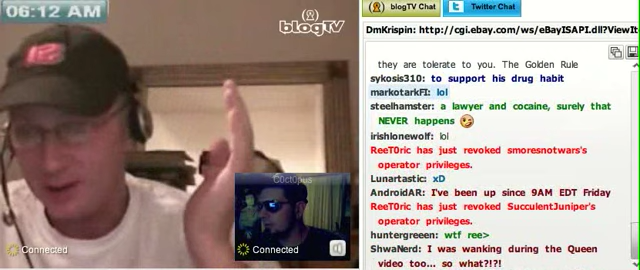 06:12 AM
blogTV
blogTV Chat
Twitter Chat
DmKrispin: http://cgi.ebay.com/ws/eBayISAPI.dll?ViewIt
they are tolerate to you. The Golden Rule
sykosis310: to support his drug habit
markotarkFI: lol
steelhamster: a lawyer and cocaine, surely that
NEVER happens
irishlonewolf: lol
ReeT0ric has just revoked smoresnotwars's
operator privileges.
Lunartastic: xD
AndroidAR: I've been up since 9AM EDT Friday
ReeT0ric has just revoked SucculentJuniper's
operator privileges.
huntergreeen: wtf ree>
ShwaNerd: I was wanking during the Queen
video too... so what?!?!
Coctopus
Connected
Connected